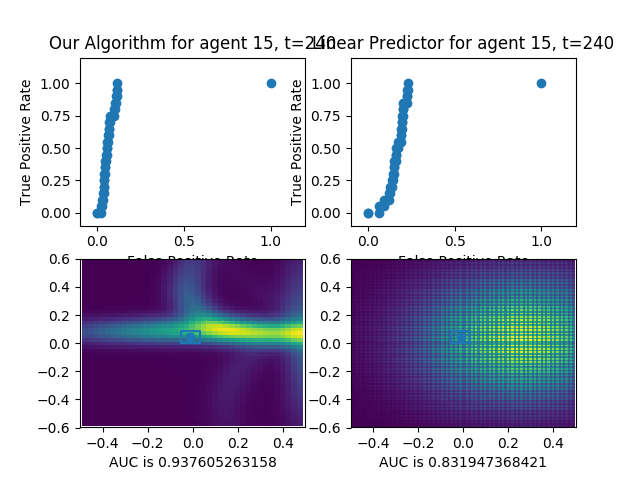 Our Algorithm for agent 15, t=240
Linear Predictor for agent 15, t=240
True Positive Rate
1.00
0.75
0.50
0.25
0.00
0.0 0.5 1.0
False Positive Rate
True Positive Rate
1.00
0.75
0.50
0.25
0.00
0.0 0.5 1.0
False Positive Rate
0.6
0.4
0.2
0.0
−0.2
−0.4
−0.6
−0.4 −0.2 0.0 0.2 0.4
AUC is 0.937605263158
0.6
0.4
0.2
0.0
−0.2
−0.4
−0.6
−0.4 −0.2 0.0 0.2 0.4
AUC is 0.831947368421